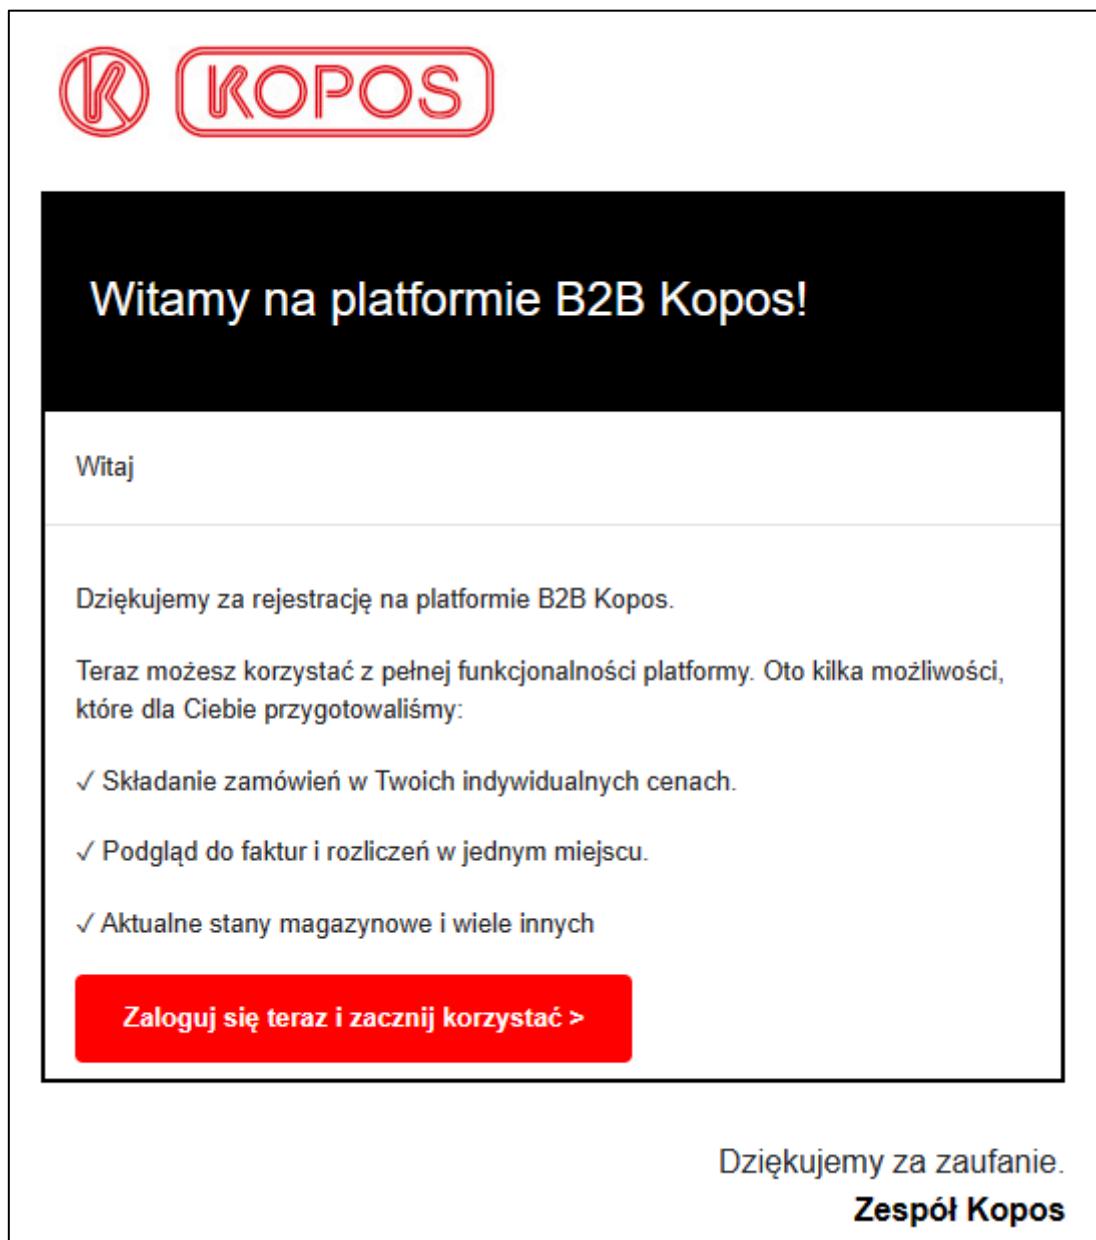 K KOPOS
Witamy na platformie B2B Kopos!
Witaj
Dziękujemy za rejestrację na platformie B2B Kopos.
Teraz możesz korzystać z pełnej funkcjonalności platformy. Oto kilka możliwości,
które dla Ciebie przygotowaliśmy:
✓ Składanie zamówień w Twoich indywidualnych cenach.
✓ Podgląd do faktur i rozliczeń w jednym miejscu.
✓ Aktualne stany magazynowe i wiele innych
Zaloguj się teraz i zacznij korzystać >
Dziękujemy za zaufanie.
Zespół Kopos